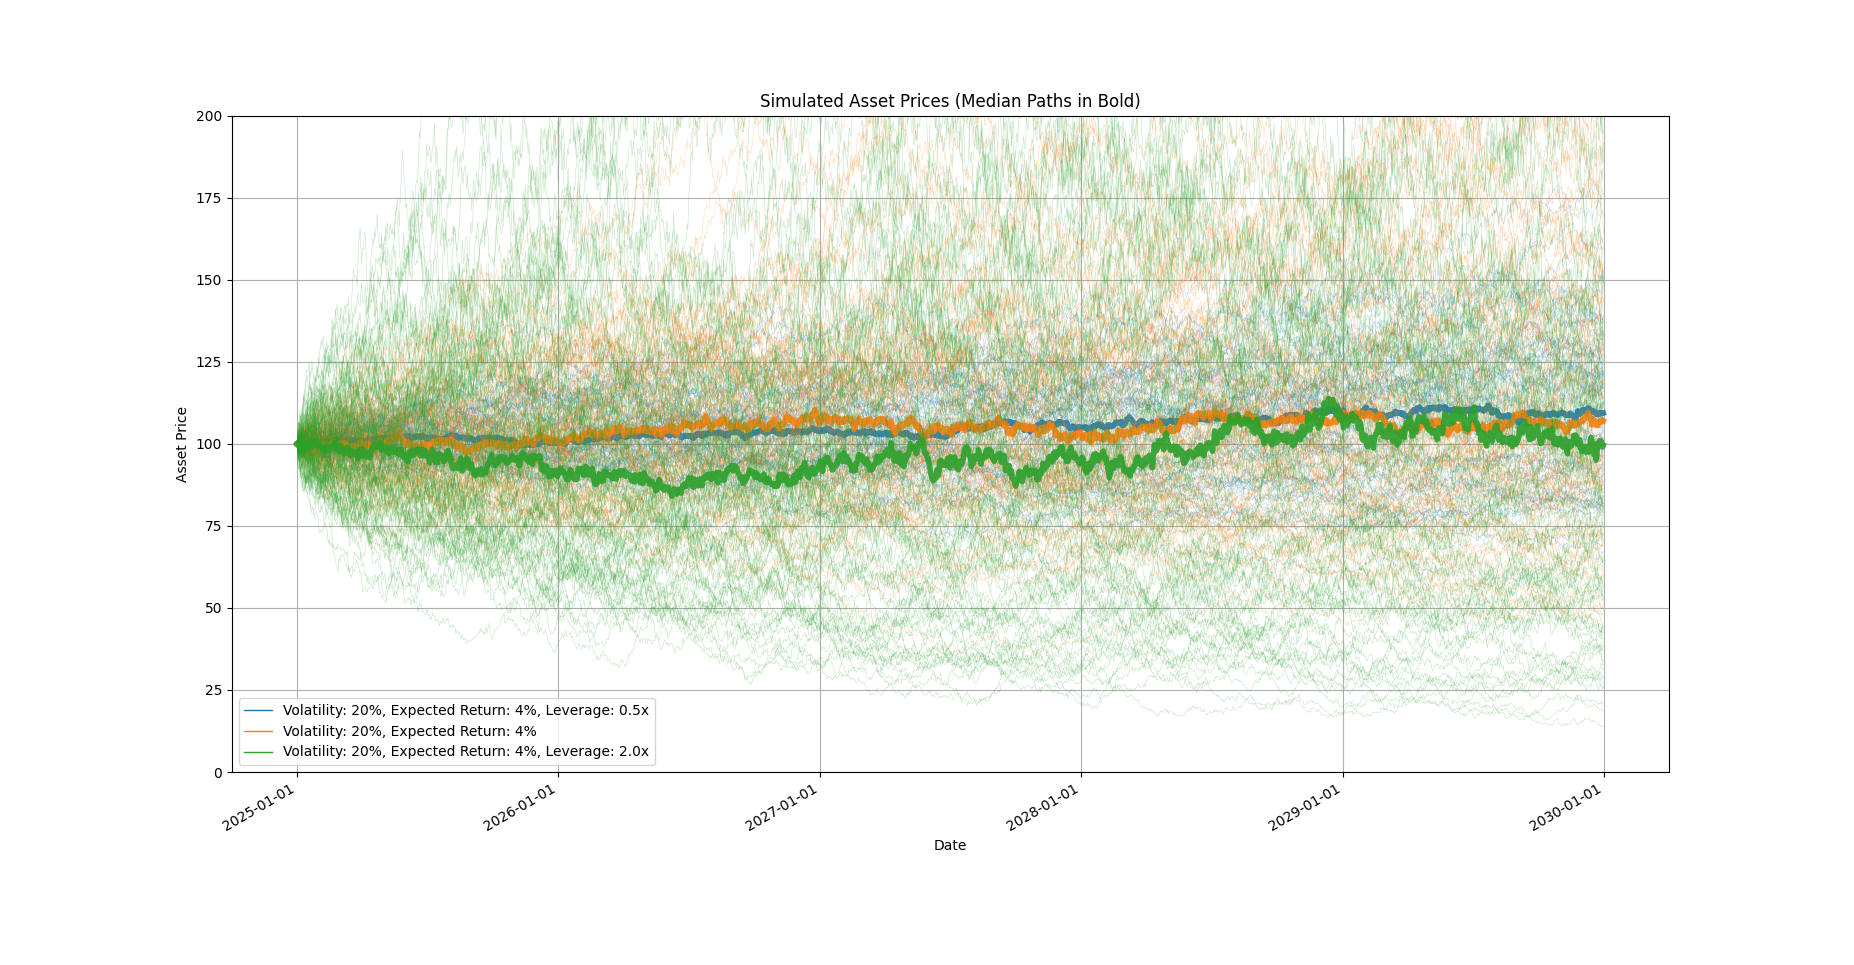 Simulated Asset Prices (Median Paths in Bold)
200
175
150
125
100
75
50
25
0
Asset Price
Volatility: 20%, Expected Return: 4%, Leverage: 0.5x
Volatility: 20%, Expected Return: 4%
Volatility: 20%, Expected Return: 4%, Leverage: 2.0x
2025-01-01
2026-01-01
2027-01-01
2028-01-01
2029-01-01
2030-01-01
Date